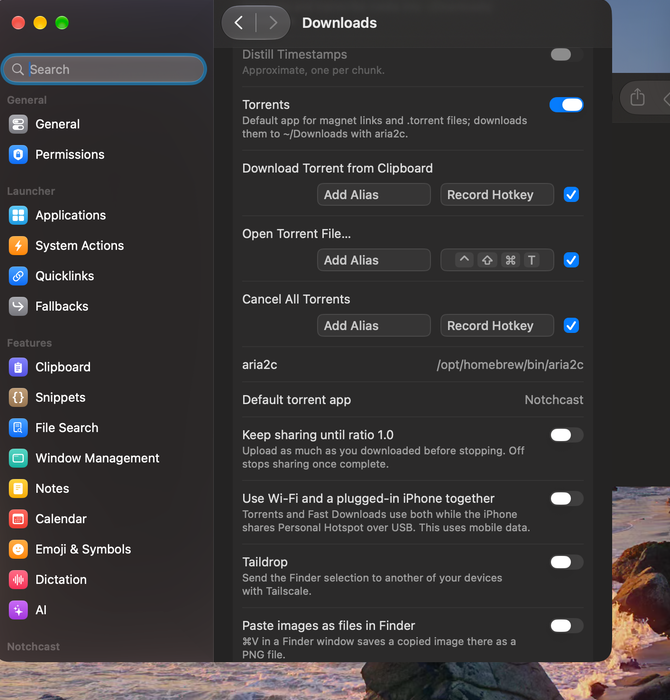 Downloads
Search
General
General
Permissions
Launcher
Applications
System Actions
Quicklinks
Fallbacks
Features
Clipboard
Snippets
File Search
Window Management
Notes
Calendar
Emoji & Symbols
Dictation
AI
Notchcast
Distill Timestamps
Approximate, one per chunk.
Torrents
Default app for magnet links and .torrent files; downloads
them to ~/Downloads with aria2c.
Download Torrent from Clipboard
Add Alias Record Hotkey
Open Torrent File...
Add Alias ⌃ ⇧ ⌘ T
Cancel All Torrents
Add Alias Record Hotkey
aria2c /opt/homebrew/bin/aria2c
Default torrent app Notchcast
Keep sharing until ratio 1.0
Upload as much as you downloaded before stopping. Off
stops sharing once complete.
Use Wi-Fi and a plugged-in iPhone together
Torrents and Fast Downloads use both while the iPhone
shares Personal Hotspot over USB. This uses mobile data.
Taildrop
Send the Finder selection to another of your devices
with Tailscale.
Paste images as files in Finder
⌘V in a Finder window saves a copied image there as a
PNG file.